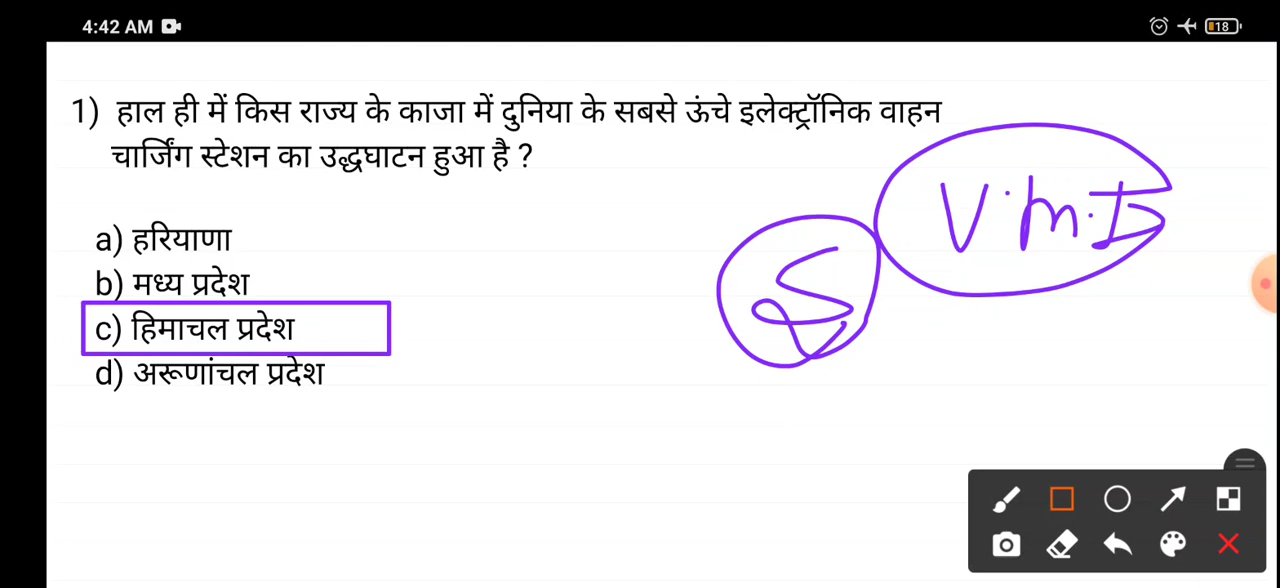 4:42 AM
18
1) हाल ही में किस राज्य के काजा में दुनिया के सबसे ऊंचे इलेक्ट्रॉनिक वाहन
चार्जिंग स्टेशन का उद्धघाटन हुआ है ?
V.M.I
a) हरियाणा
b) मध्य प्रदेश
c) हिमाचल प्रदेश
d) अरूणांचल प्रदेश